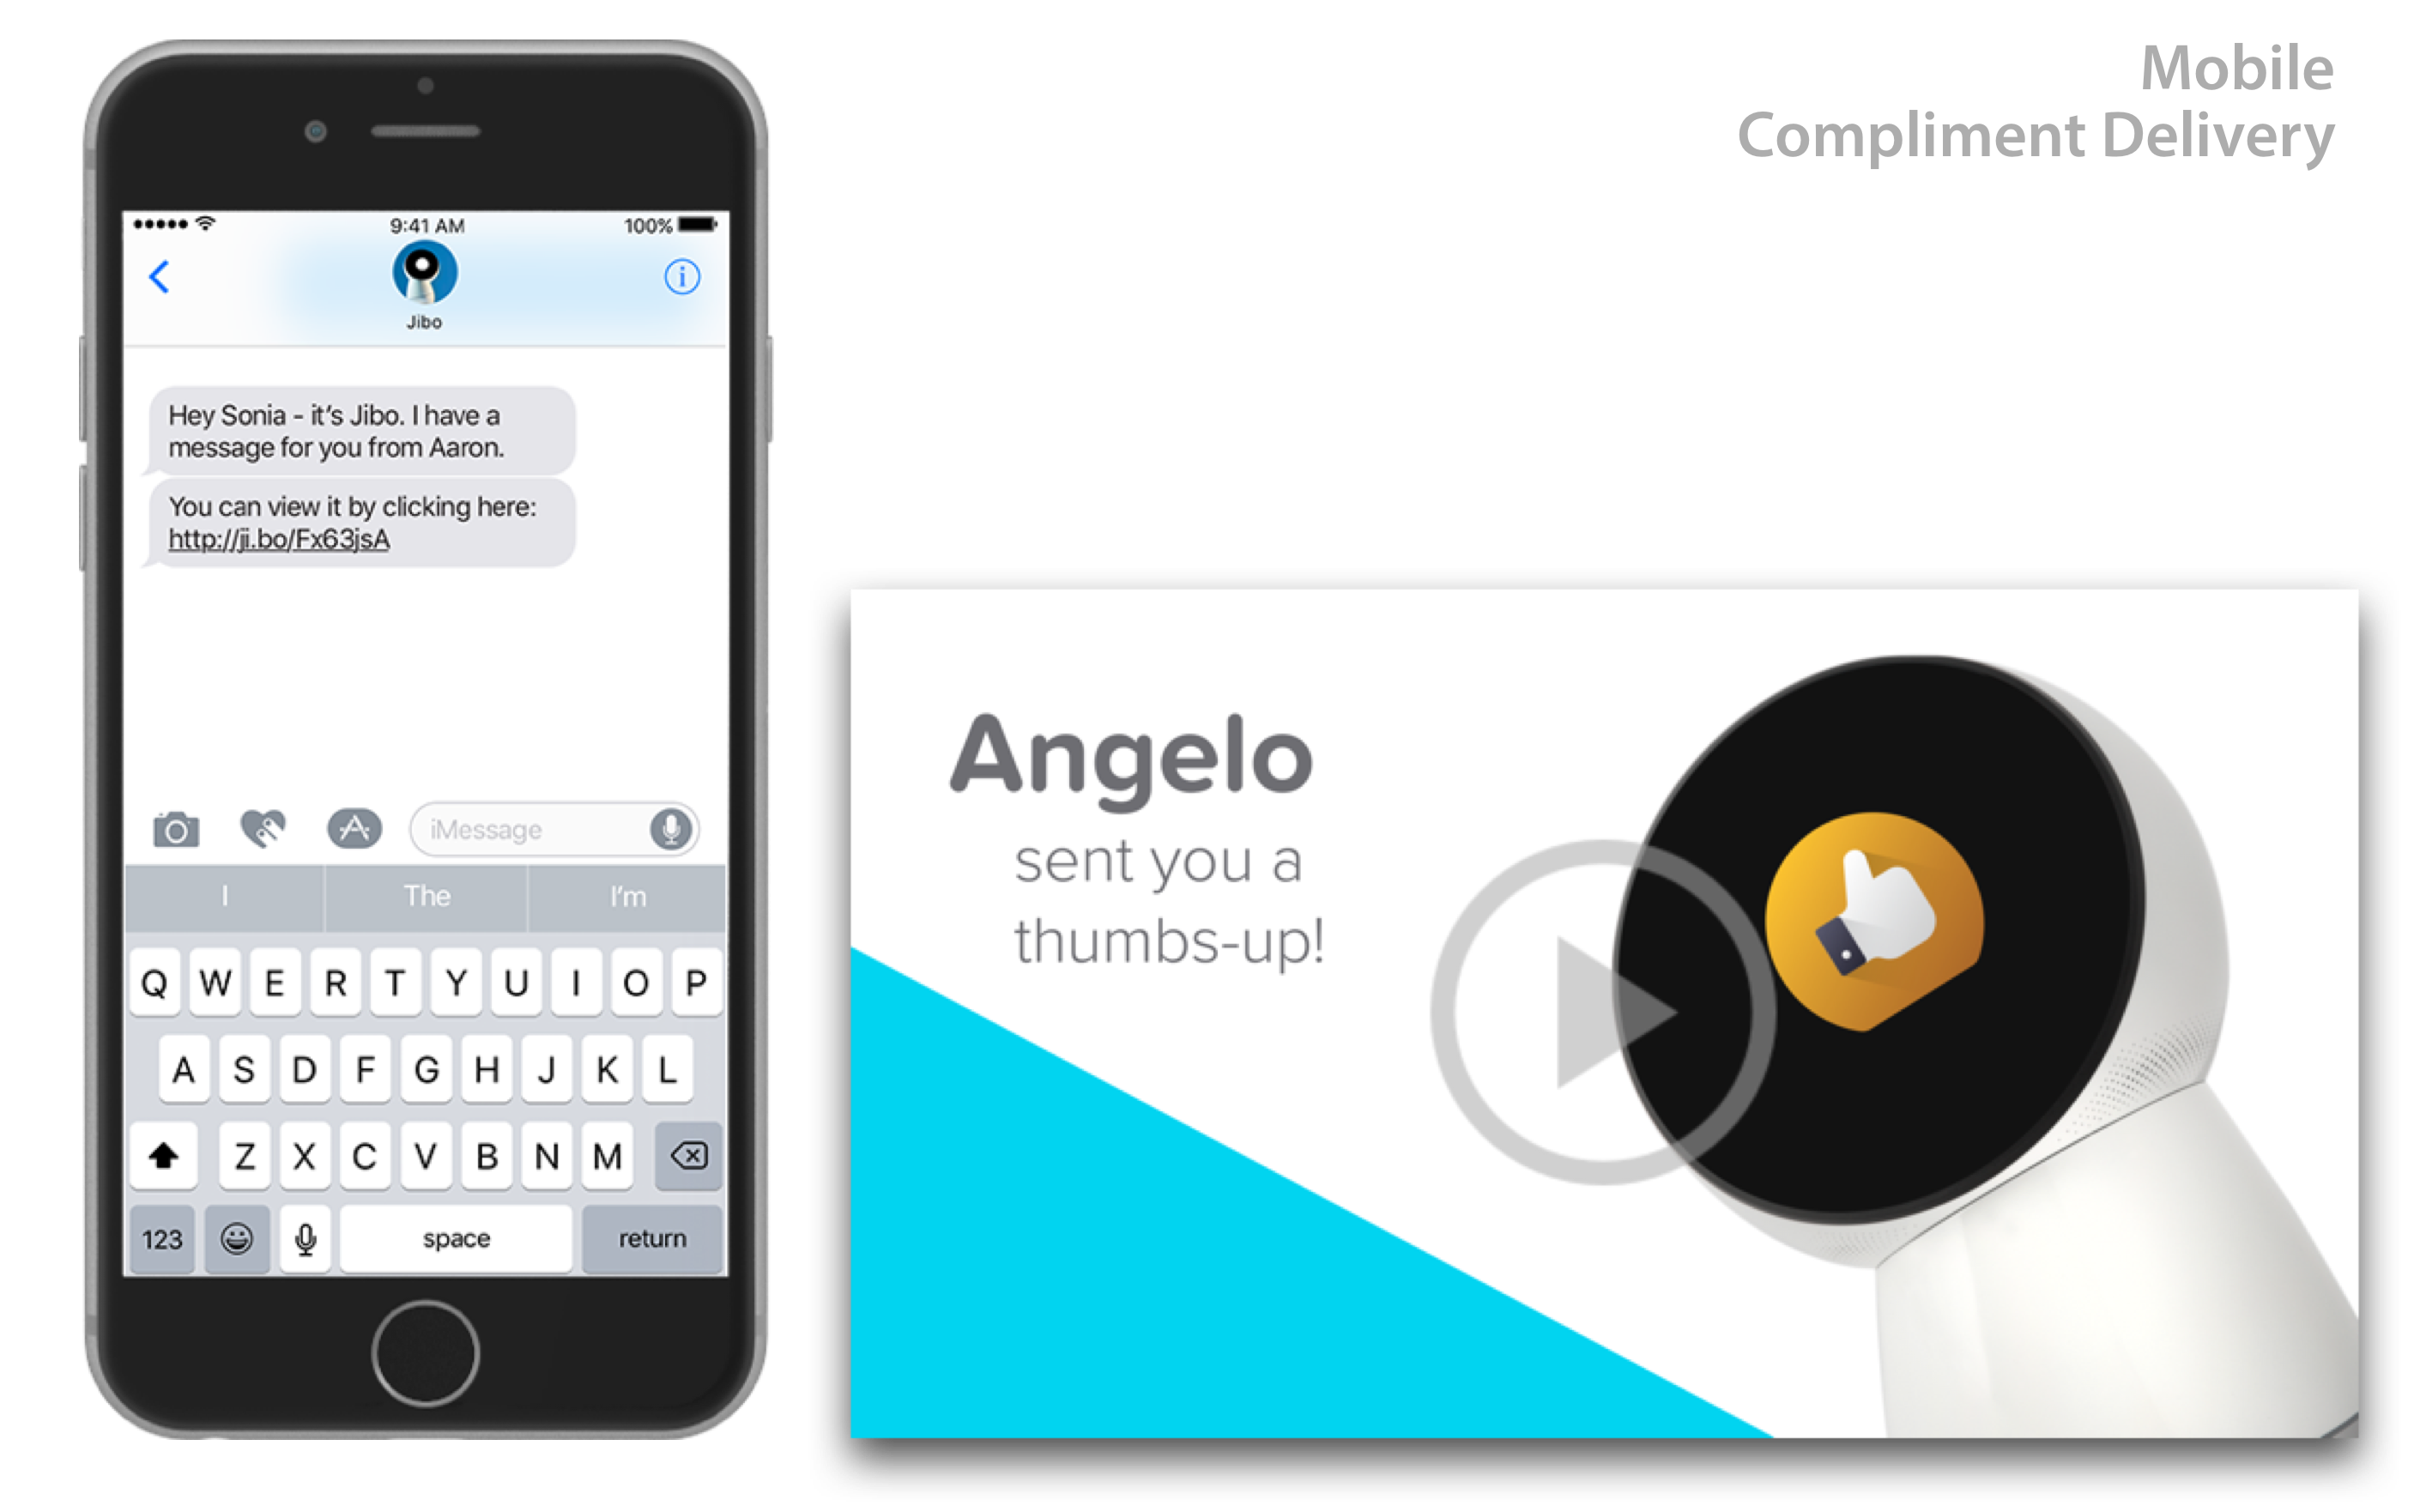 Mobile
Compliment Delivery
9:41 AM
100%
Jibo
Hey Sonia - it's Jibo. I have a
message for you from Aaron.
You can view it by clicking here:
http://ji.bo/Fx63jsA
iMessage
I The I'm
Q W E R T Y U I O P
A S D F G H J K L
Z X C V B N M
123 space return
Angelo
sent you a
thumbs-up!